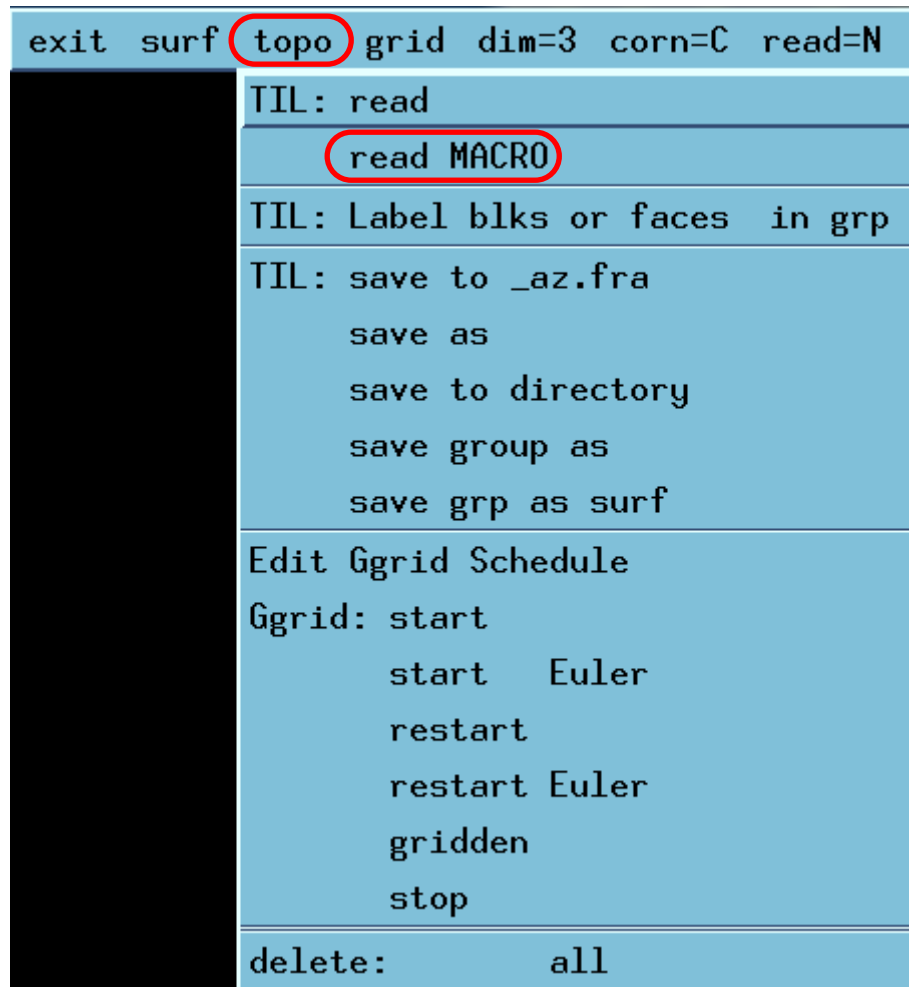 exit surf topo grid dim=3 corn=C read=N
TIL: read
read MACRO
TIL: Label blks or faces in grp
TIL: save to _az.fra
save as
save to directory
save group as
save grp as surf
Edit Ggrid Schedule
Ggrid: start
start Euler
restart
restart Euler
gridden
stop
delete: all